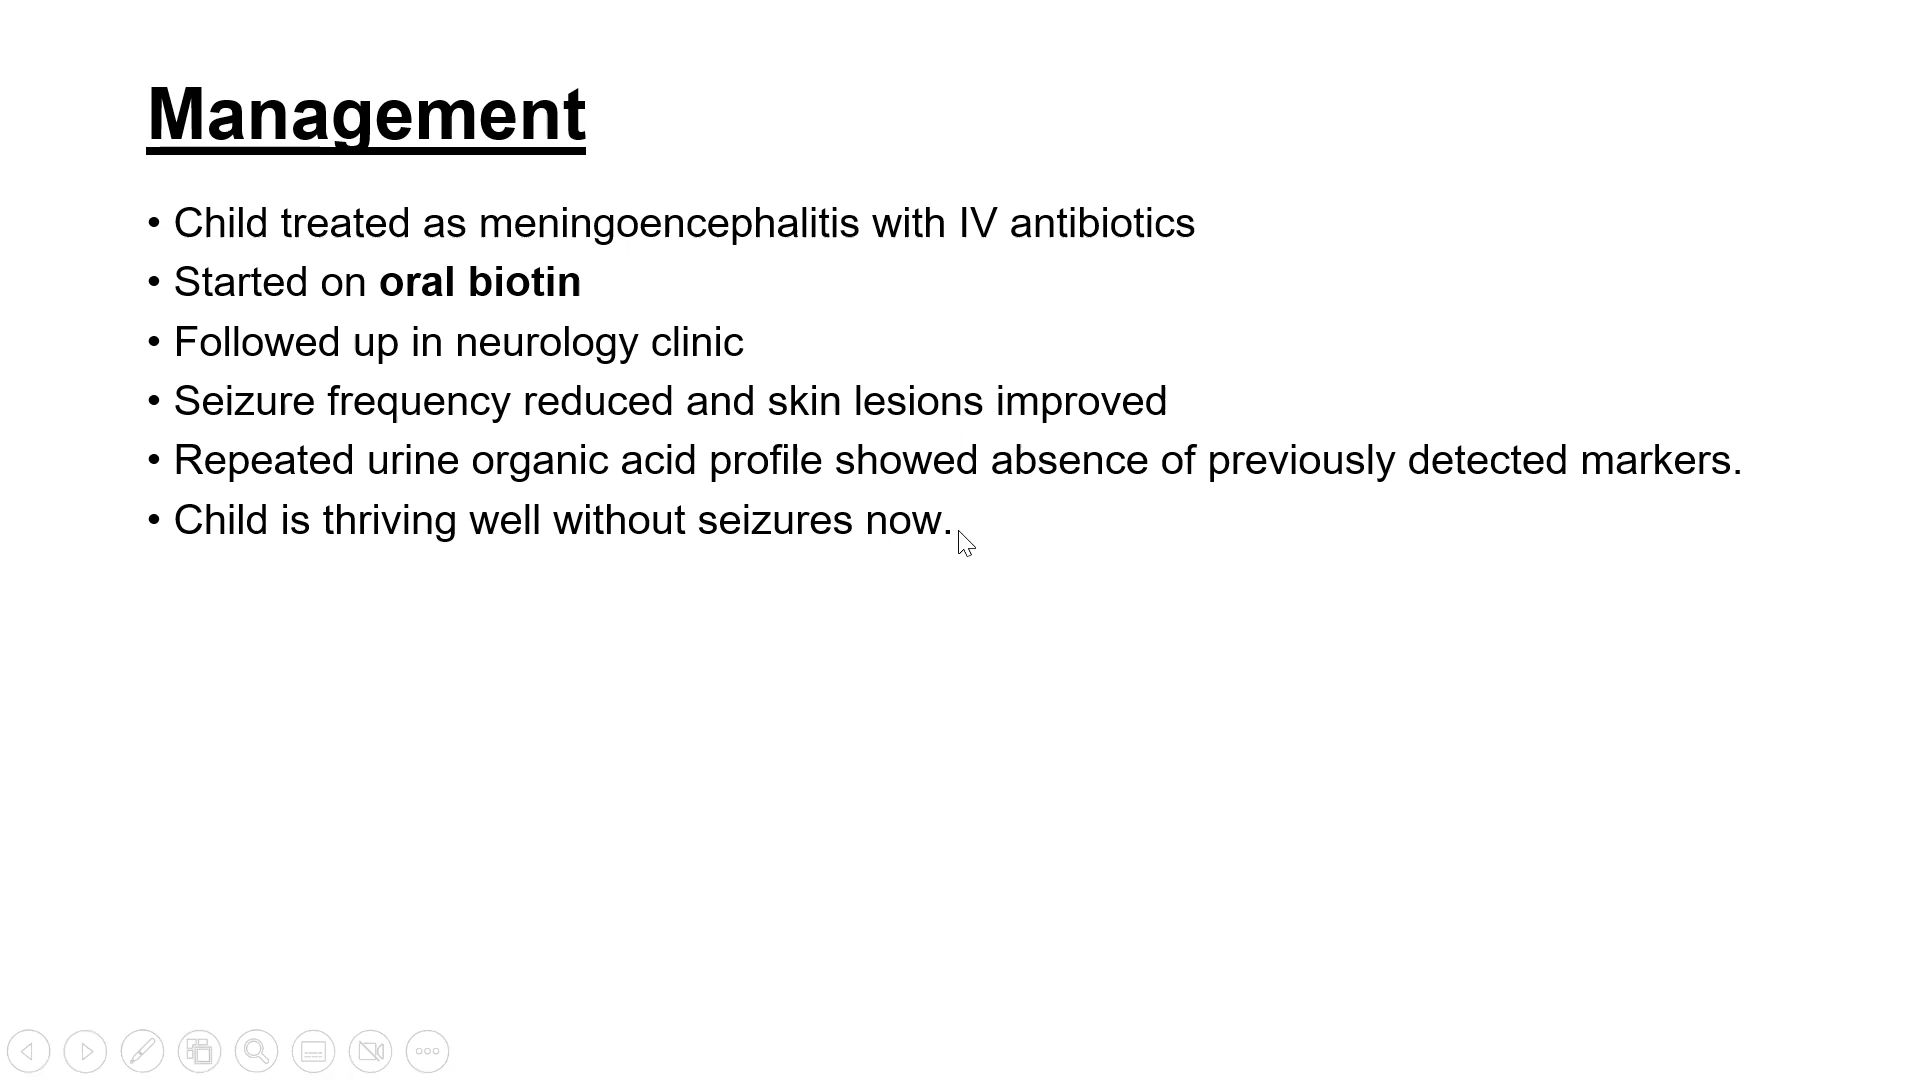 Management
• Child treated as meningoencephalitis with IV antibiotics
• Started on oral biotin
• Followed up in neurology clinic
• Seizure frequency reduced and skin lesions improved
• Repeated urine organic acid profile showed absence of previously detected markers.
• Child is thriving well without seizures now.